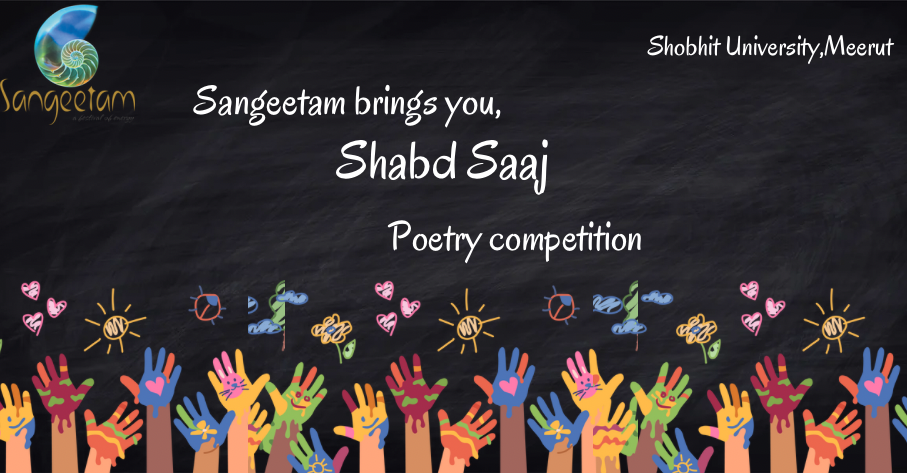 Shobhit University,Meerut
Sangeetam
Sangeetam brings you,
Shabd Saaj
Poetry competition